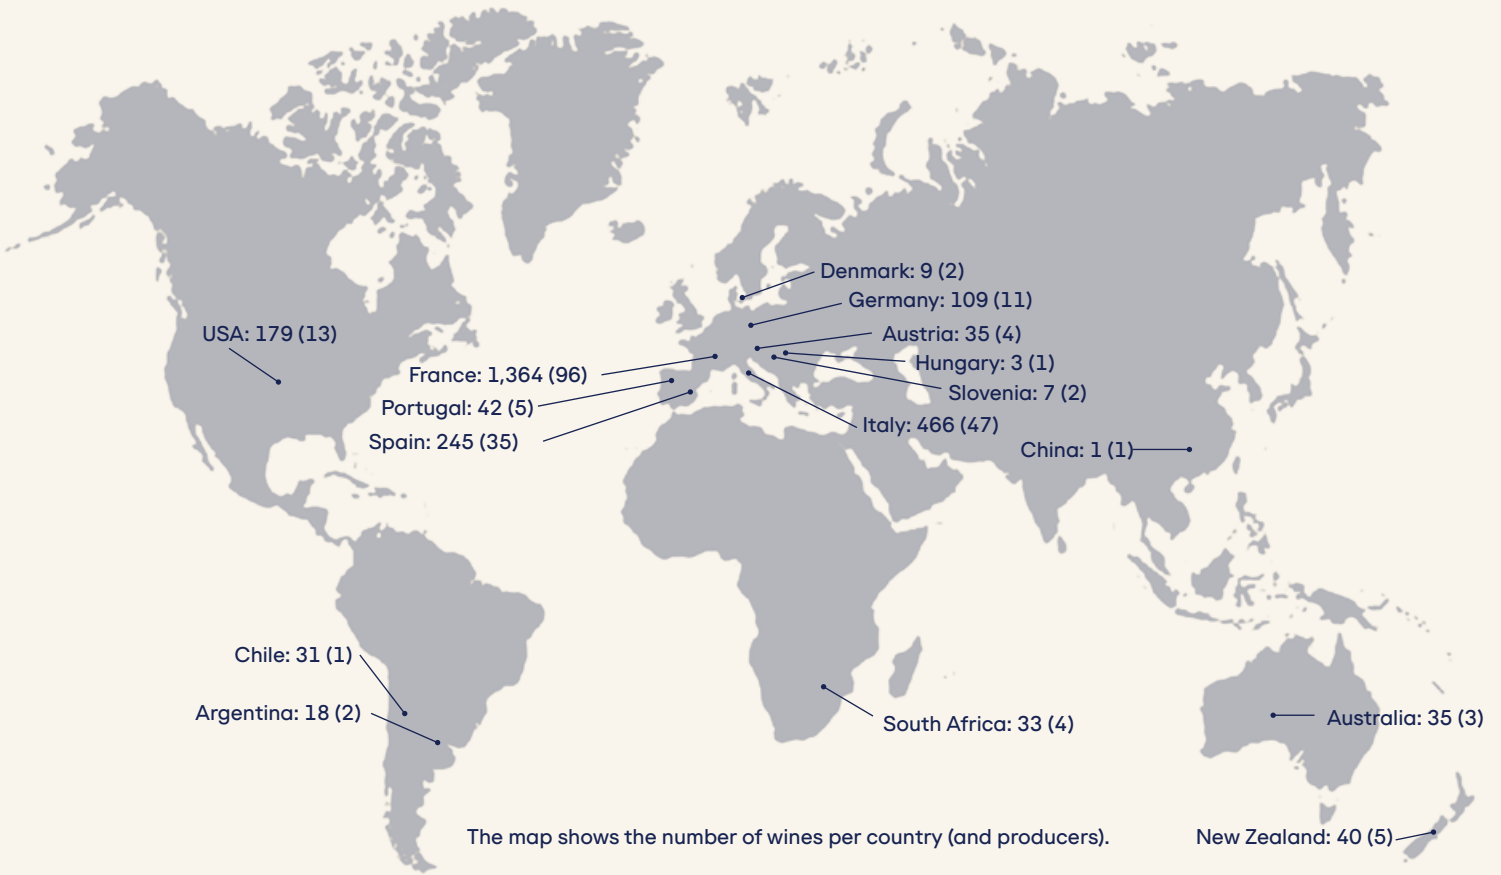 Denmark: 9 (2)
Germany: 109 (11)
USA: 179 (13)
Austria: 35 (4)
Hungary: 3 (1)
France: 1,364 (96)
Slovenia: 7 (2)
Portugal: 42 (5)
Italy: 466 (47)
Spain: 245 (35)
China: 1 (1)
Chile: 31 (1)
Argentina: 18 (2)
South Africa: 33 (4)
Australia: 35 (3)
The map shows the number of wines per country (and producers).
New Zealand: 40 (5)